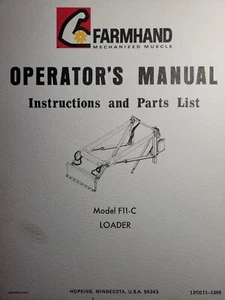 FARMHAND
MECHANIZED MUSCLE
OPERATOR'S MANUAL
Instructions and Parts List
Model F11-C
LOADER
HOPKINS, MINNESOTA, U.S.A. 55343